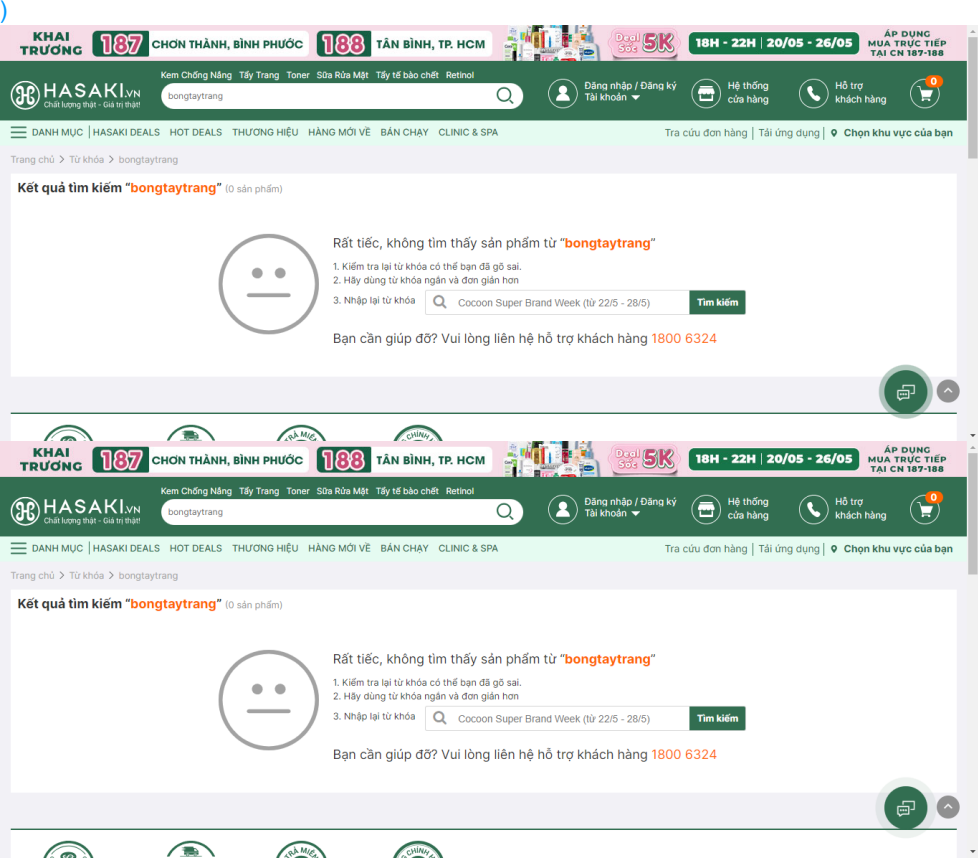 )
KHAI TRƯƠNG 187 CHƠN THÀNH, BÌNH PHƯỚC 188 TÂN BÌNH, TP. HCM Deal Sốc 5K 18H - 22H | 20/05 - 26/05 ÁP DỤNG MUA TRỰC TIẾP TẠI CN 187-188
Kem Chống Nắng Tẩy Trang Toner Sữa Rửa Mặt Tẩy tế bào chết Retinol
HASAKI.VN
Chất lượng thật - Giá trị thật!
bongtaytrang
Đăng nhập / Đăng ký
Tài khoản
Hệ thống
cửa hàng
Hỗ trợ
khách hàng
0
DANH MỤC | HASAKI DEALS HOT DEALS THƯƠNG HIỆU HÀNG MỚI VỀ BÁN CHẠY CLINIC & SPA Tra cứu đơn hàng | Tải ứng dụng | Chọn khu vực của bạn
Trang chủ > Từ khóa > bongtaytrang
Kết quả tìm kiếm "bongtaytrang" (0 sản phẩm)
Rất tiếc, không tìm thấy sản phẩm từ "bongtaytrang"
1. Kiểm tra lại từ khóa có thể bạn đã gõ sai.
2. Hãy dùng từ khóa ngắn và đơn giản hơn
3. Nhập lại từ khóa Cocoon Super Brand Week (từ 22/5 - 28/5) Tìm kiếm
Bạn cần giúp đỡ? Vui lòng liên hệ hỗ trợ khách hàng 1800 6324
KHAI TRƯƠNG 187 CHƠN THÀNH, BÌNH PHƯỚC 188 TÂN BÌNH, TP. HCM Deal Sốc 5K 18H - 22H | 20/05 - 26/05 ÁP DỤNG MUA TRỰC TIẾP TẠI CN 187-188
Kem Chống Nắng Tẩy Trang Toner Sữa Rửa Mặt Tẩy tế bào chết Retinol
HASAKI.VN
Chất lượng thật - Giá trị thật!
bongtaytrang
Đăng nhập / Đăng ký
Tài khoản
Hệ thống
cửa hàng
Hỗ trợ
khách hàng
0
DANH MỤC | HASAKI DEALS HOT DEALS THƯƠNG HIỆU HÀNG MỚI VỀ BÁN CHẠY CLINIC & SPA Tra cứu đơn hàng | Tải ứng dụng | Chọn khu vực của bạn
Trang chủ > Từ khóa > bongtaytrang
Kết quả tìm kiếm "bongtaytrang" (0 sản phẩm)
Rất tiếc, không tìm thấy sản phẩm từ "bongtaytrang"
1. Kiểm tra lại từ khóa có thể bạn đã gõ sai.
2. Hãy dùng từ khóa ngắn và đơn giản hơn
3. Nhập lại từ khóa Cocoon Super Brand Week (từ 22/5 - 28/5) Tìm kiếm
Bạn cần giúp đỡ? Vui lòng liên hệ hỗ trợ khách hàng 1800 6324